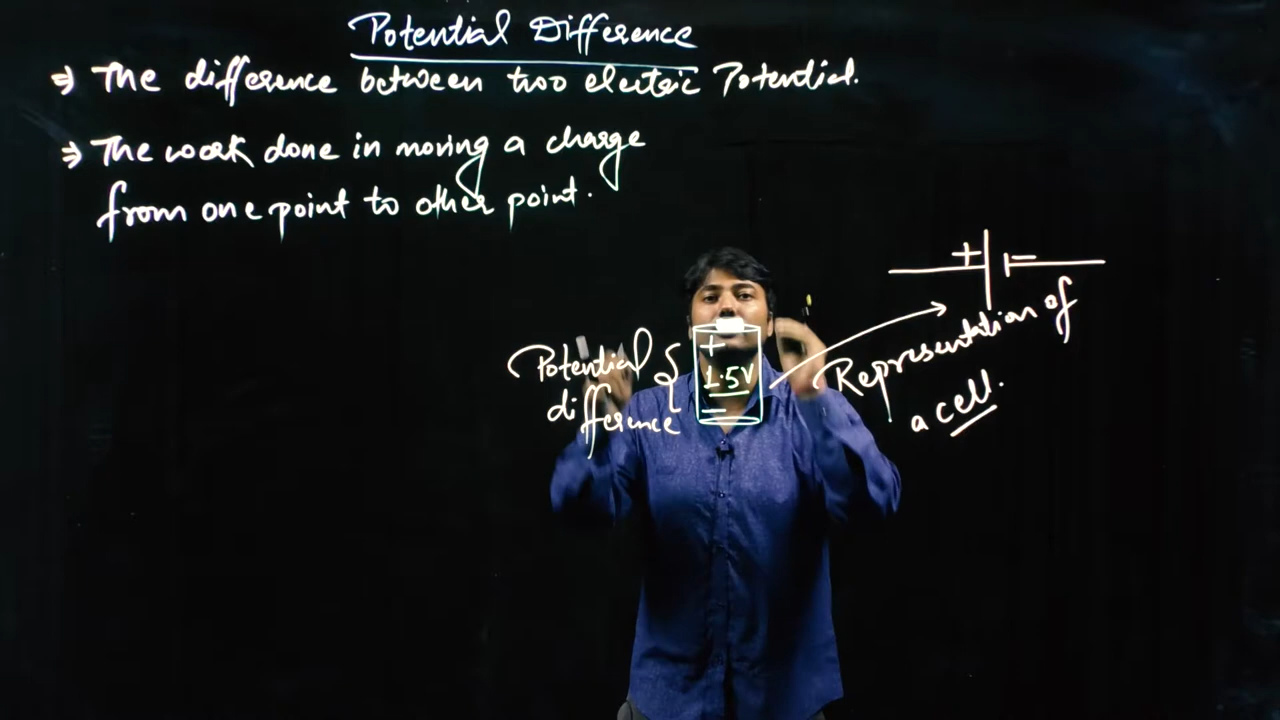 Potential Difference
⇒ The difference between two electric Potential.
⇒ The work done in moving a charge
from one point to other point.
+ −
Representation of
a cell.
Potential
difference
+
1.5V
−